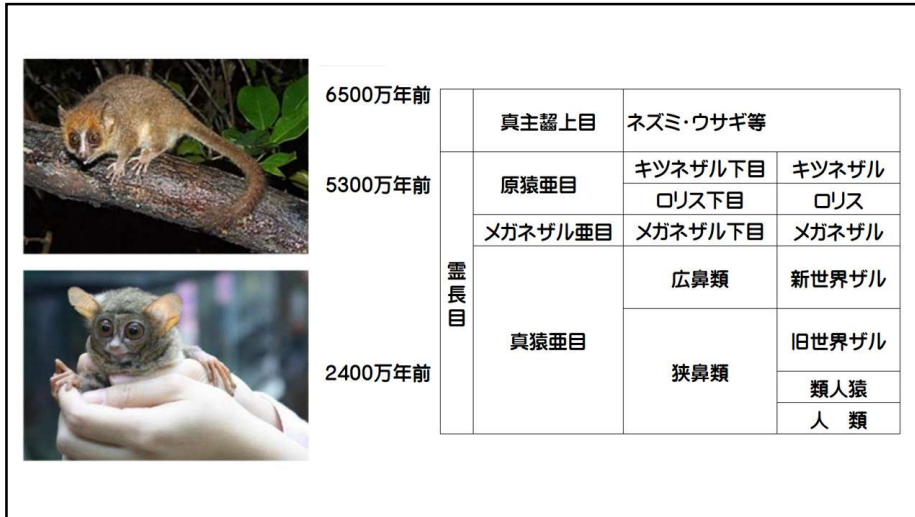 6500万年前
真主齧上目 ネズミ・ウサギ等
5300万年前
原猿亜目
キツネザル下目 キツネザル
ロリス下目 ロリス
メガネザル亜目 メガネザル下目 メガネザル
霊長目
広鼻類 新世界ザル
真猿亜目
旧世界ザル
2400万年前
狭鼻類
類人猿
人 類